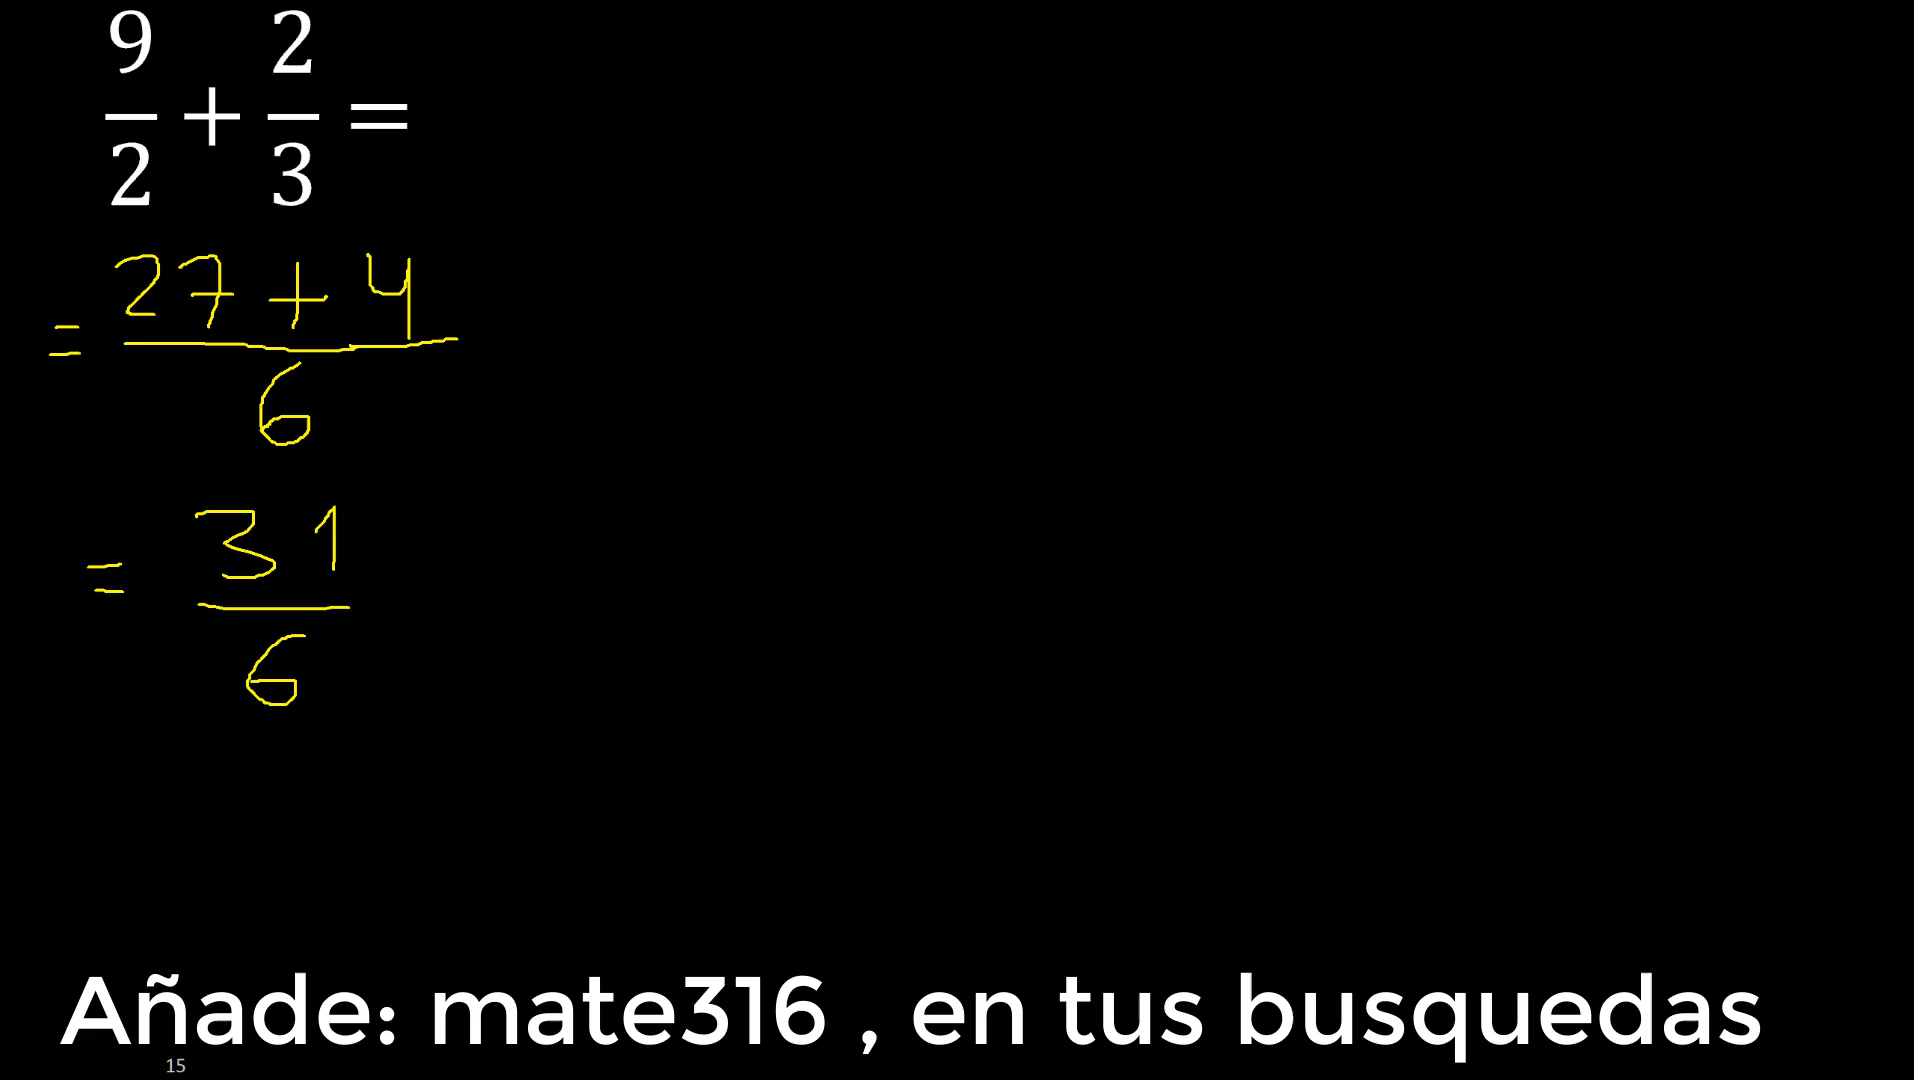 9/2 + 2/3 =
= 27 + 4 / 6
= 31 / 6
Añade: mate316 , en tus busquedas
15